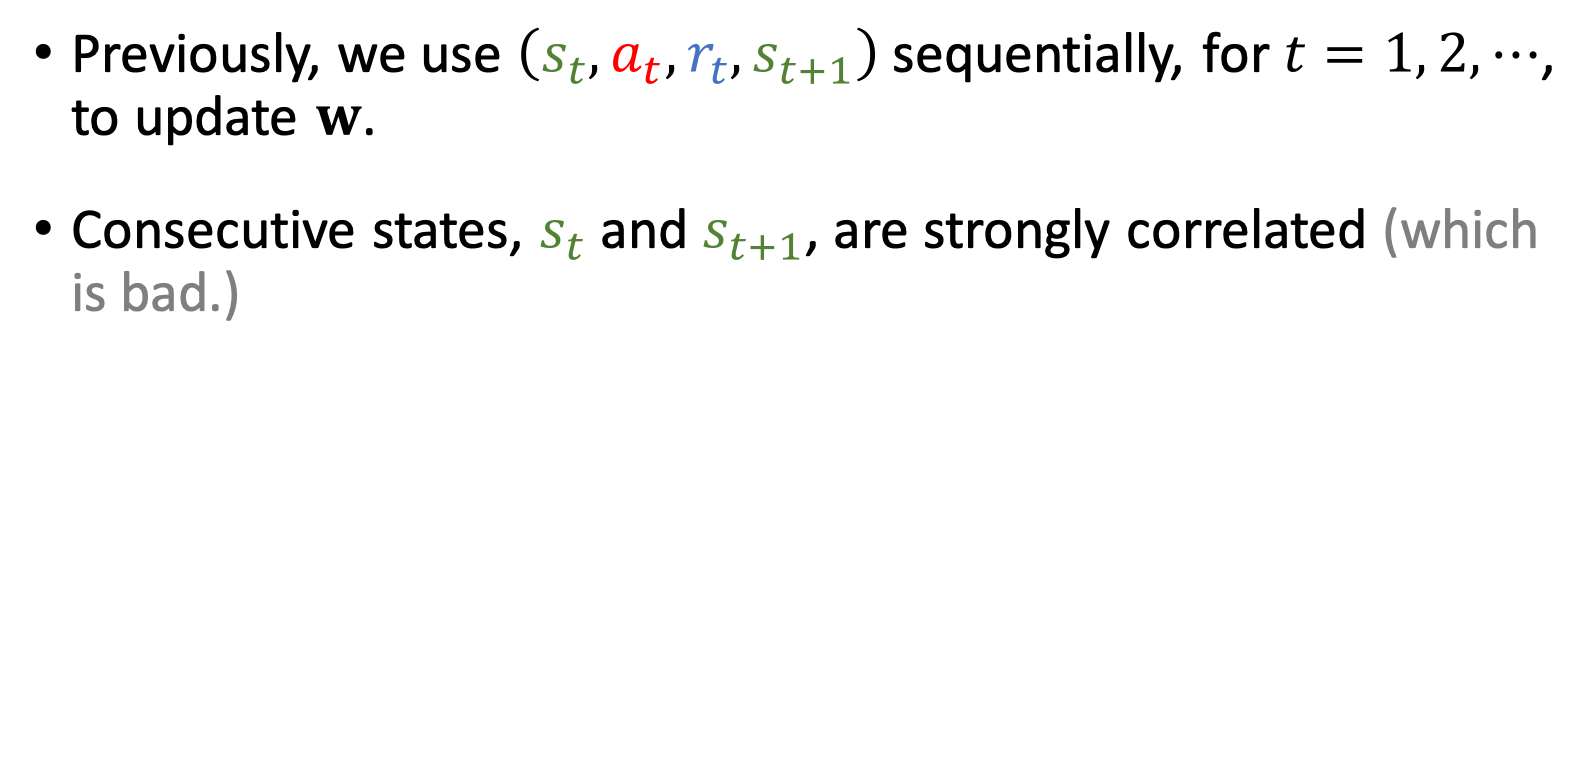 • Previously, we use (s_t, a_t, r_t, s_{t+1}) sequentially, for t = 1, 2, ⋯,
to update w.
• Consecutive states, s_t and s_{t+1}, are strongly correlated (which
is bad.)